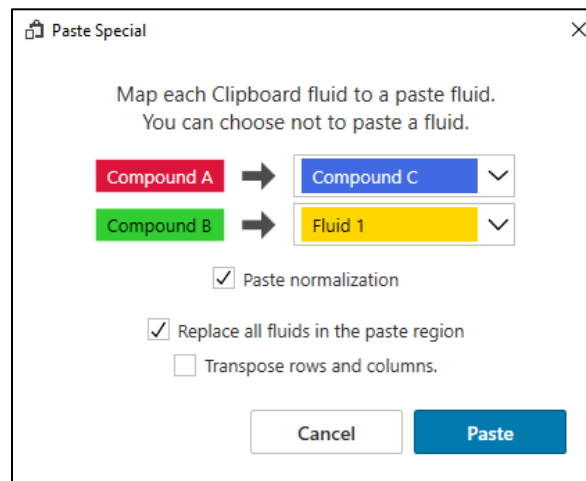 Paste Special
Map each Clipboard fluid to a paste fluid.
You can choose not to paste a fluid.
Compound A
Compound C
Compound B
Fluid 1
Paste normalization
Replace all fluids in the paste region
Transpose rows and columns.
Cancel
Paste